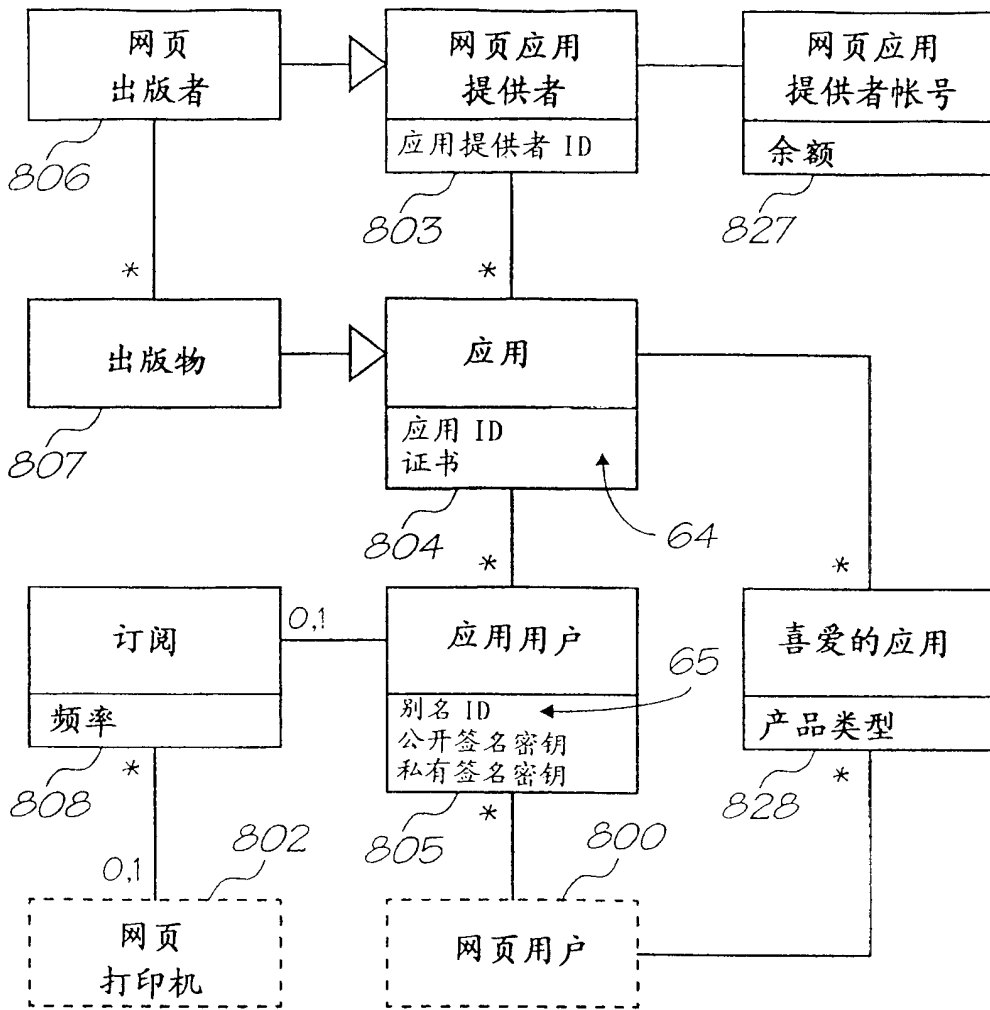 网页
出版者
网页应用
提供者
应用提供者 ID
网页应用
提供者帐号
余额
806
803
827
*
*
出版物
应用
应用 ID
证书
807
804
64
*
*
订阅
频率
0,1
应用用户
别名 ID
公开签名密钥
私有签名密钥
65
喜爱的应用
产品类型
*
*
*
808
805
828
802
800
0,1
网页
打印机
网页用户